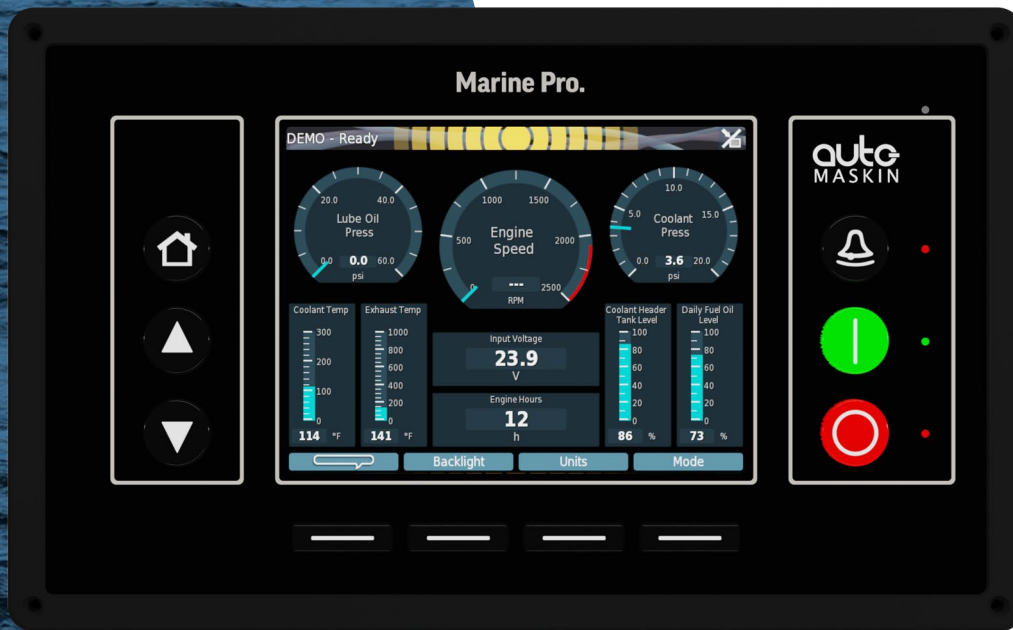 Marine Pro.
auto
MASKIN
DEMO - Ready
20.0
40.0
Lube Oil
Press
0.0
0.0
60.0
psi
1000
1500
500
Engine
Speed
2000
0
---
2500
RPM
10.0
5.0
Coolant
15.0
Press
0.0
3.6
20.0
psi
Coolant Temp
300
200
100
0
114 °F
Exhaust Temp
1000
800
600
400
200
0
141 °F
Input Voltage
23.9
V
Engine Hours
12
h
Coolant Header
Tank Level
100
80
60
40
20
0
86 %
Daily Fuel Oil
Level
100
80
60
40
20
0
73 %
Backlight
Units
Mode